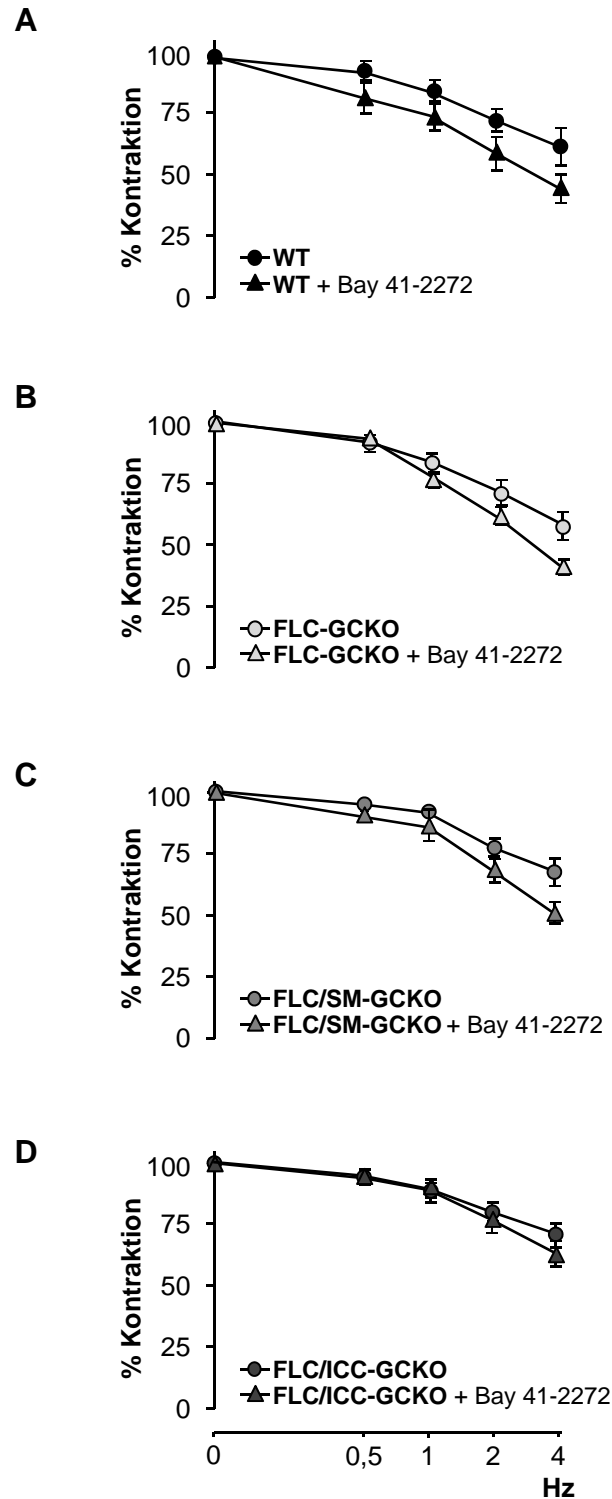 A
% Kontraktion
100
75
50
25
0
WT
WT + Bay 41-2272
B
% Kontraktion
100
75
50
25
0
FLC-GCKO
FLC-GCKO + Bay 41-2272
C
% Kontraktion
100
75
50
25
0
FLC/SM-GCKO
FLC/SM-GCKO + Bay 41-2272
D
% Kontraktion
100
75
50
25
0
FLC/ICC-GCKO
FLC/ICC-GCKO + Bay 41-2272
0 0,5 1 2 4
Hz